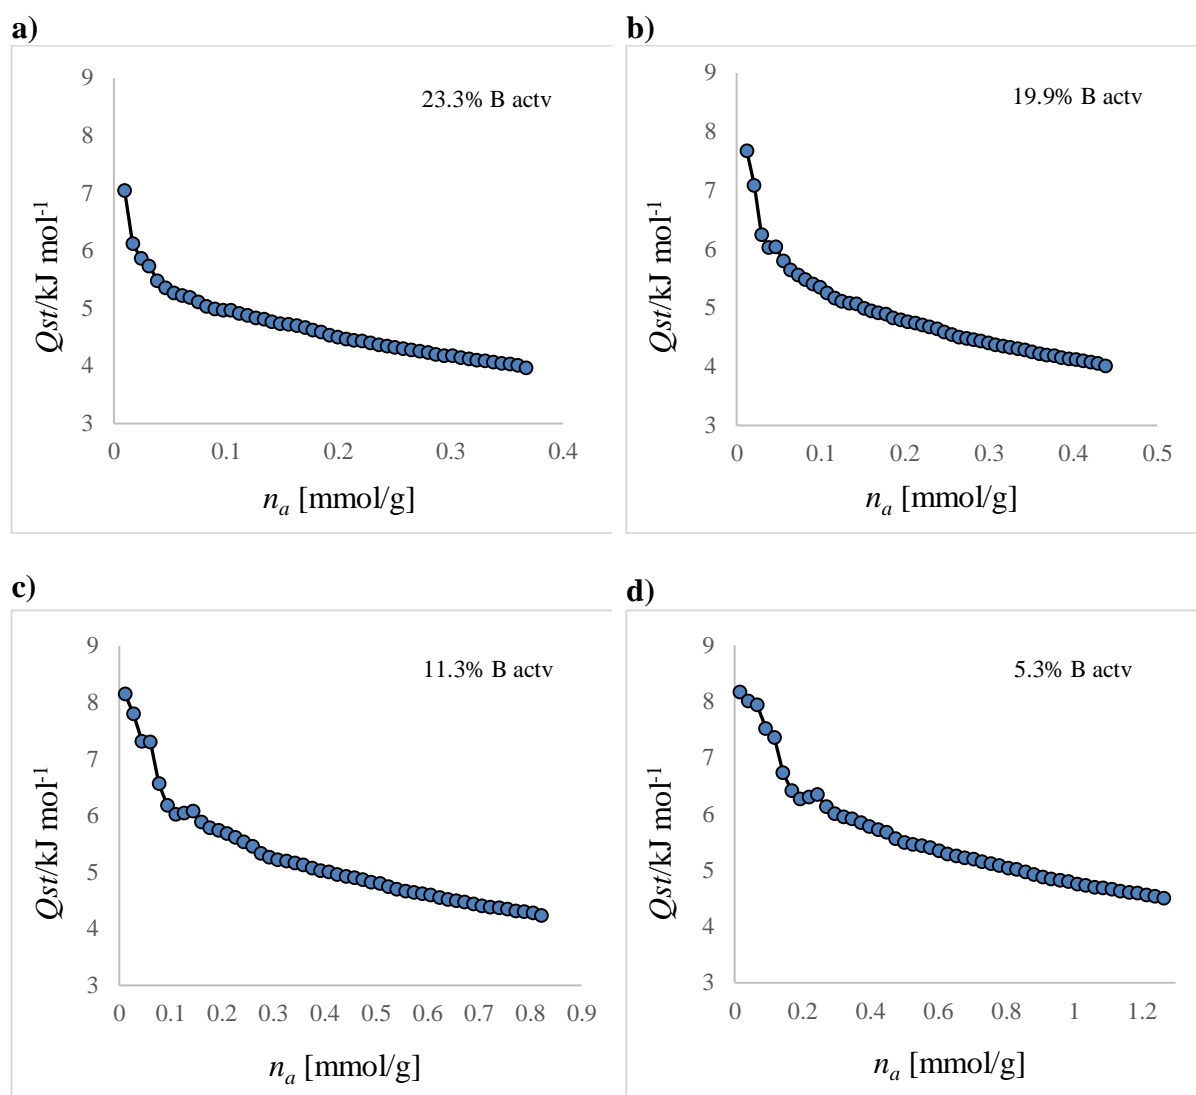 a)
23.3% B actv
9
8
7
6
5
4
3
Qst/kJ mol-1
0 0.1 0.2 0.3 0.4
na [mmol/g]
b)
19.9% B actv
9
8
7
6
5
4
3
Qst/kJ mol-1
0 0.1 0.2 0.3 0.4 0.5
na [mmol/g]
c)
11.3% B actv
9
8
7
6
5
4
3
Qst/kJ mol-1
0 0.1 0.2 0.3 0.4 0.5 0.6 0.7 0.8 0.9
na [mmol/g]
d)
5.3% B actv
9
8
7
6
5
4
3
Qst/kJ mol-1
0 0.2 0.4 0.6 0.8 1 1.2
na [mmol/g]